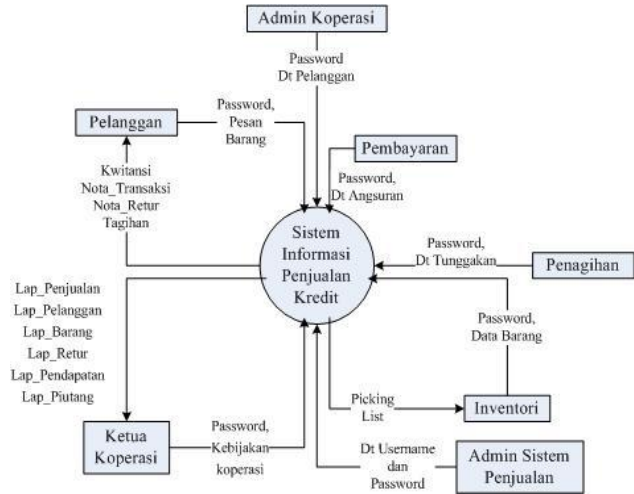 Admin Koperasi
Password
Dt Pelanggan
Pelanggan
Password,
Pesan
Barang
Pembayaran
Kwitansi
Nota_Transaksi
Nota_Retur
Tagihan
Password,
Dt Angsuran
Sistem
Informasi
Penjualan
Kredit
Password,
Dt Tunggakan
Penagihan
Lap_Penjualan
Lap_Pelanggan
Lap_Barang
Lap_Retur
Lap_Pendapatan
Lap_Piutang
Password,
Data Barang
Picking
List
Inventori
Ketua
Koperasi
Password,
Kebijakan
koperasi
Dt Username
dan
Password
Admin Sistem
Penjualan